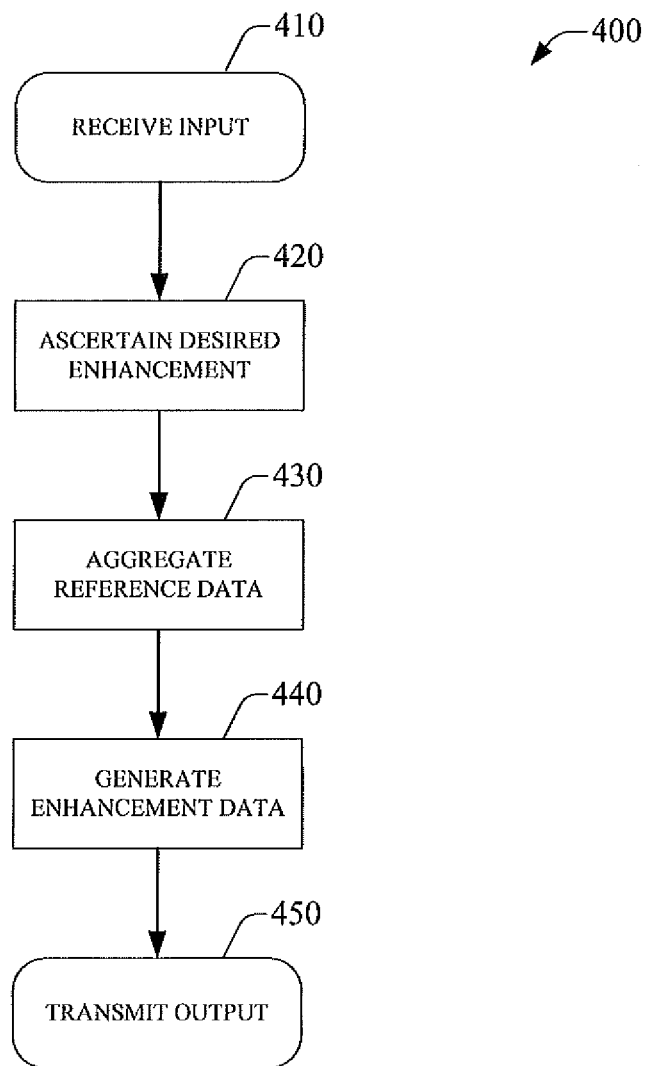 410
400
RECEIVE INPUT
420
ASCERTAIN DESIRED
ENHANCEMENT
430
AGGREGATE
REFERENCE DATA
440
GENERATE
ENHANCEMENT DATA
450
TRANSMIT OUTPUT